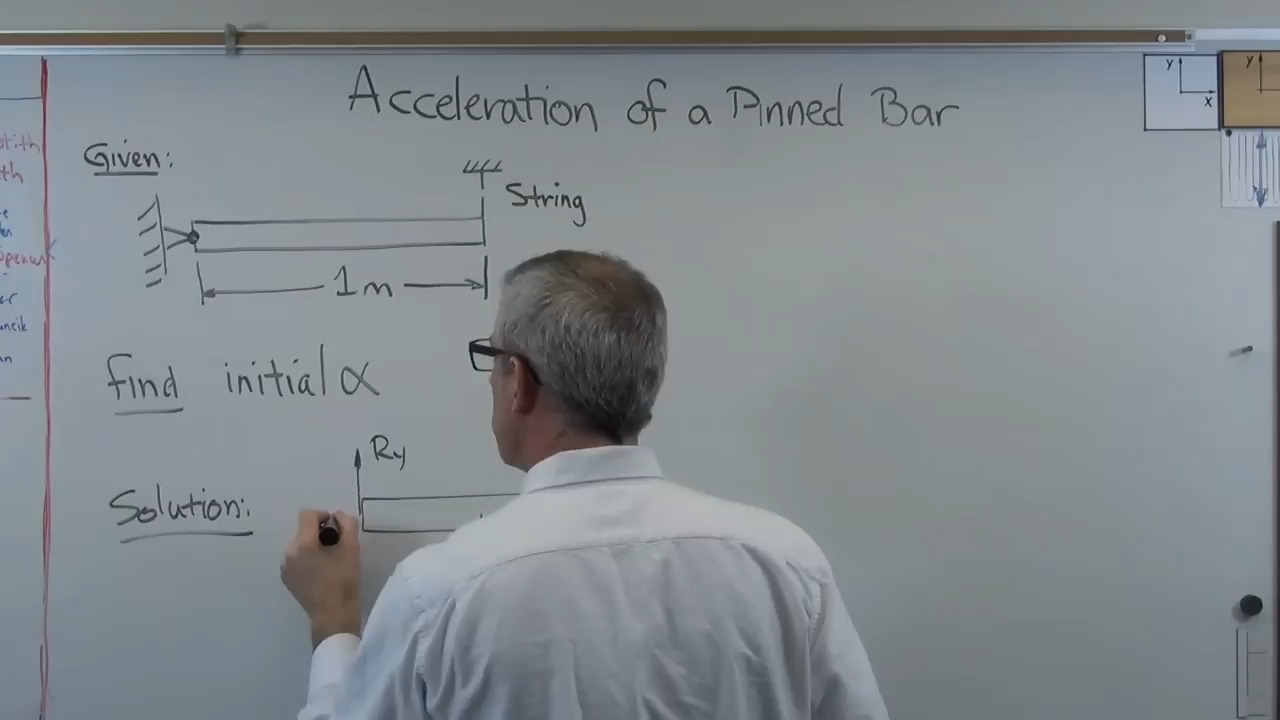 Acceleration of a Pinned Bar
Given:
String
1m
Find initial α
Ry
Solution:
y
x
y